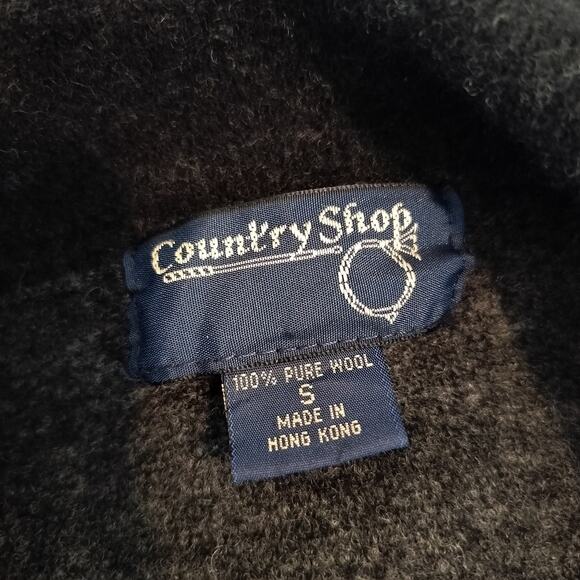 Country Shop
100% PURE WOOL
S
MADE IN
HONG KONG